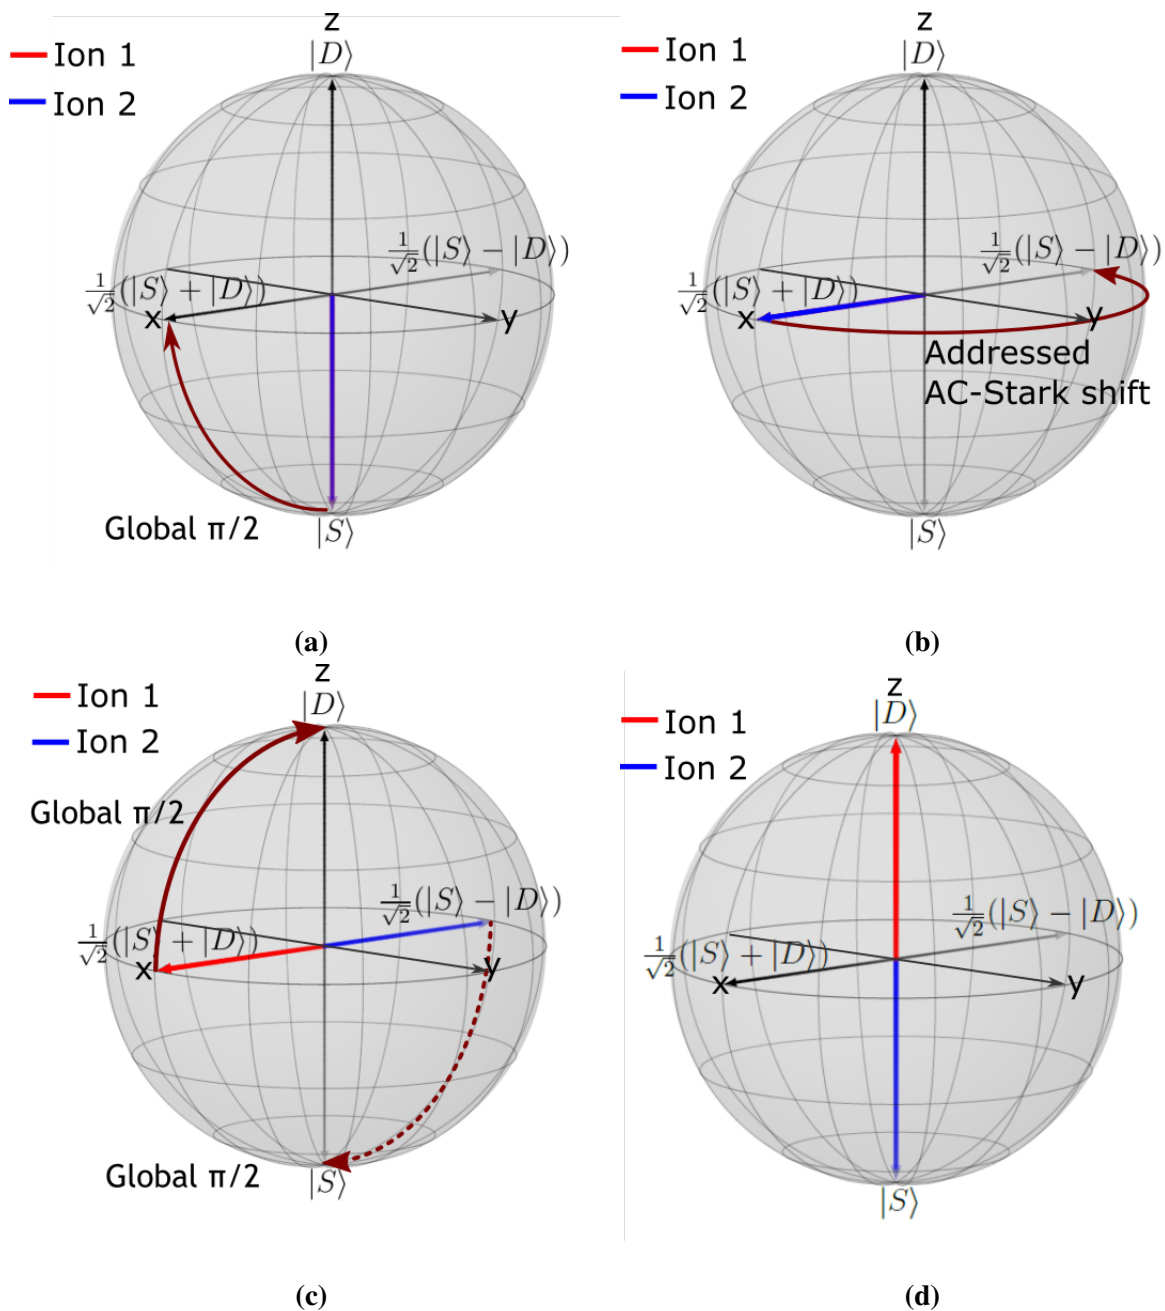 z
|D⟩
Ion 1
Ion 2
1/√2(|S⟩ − |D⟩)
1/√2(|S⟩ + |D⟩)
x
y
Global π/2
|S⟩
(a)
z
|D⟩
Ion 1
Ion 2
1/√2(|S⟩ − |D⟩)
1/√2(|S⟩ + |D⟩)
x
y
Addressed
AC-Stark shift
|S⟩
(b)
z
|D⟩
Ion 1
Ion 2
Global π/2
1/√2(|S⟩ − |D⟩)
1/√2(|S⟩ + |D⟩)
x
y
Global π/2
|S⟩
(c)
z
|D⟩
Ion 1
Ion 2
1/√2(|S⟩ − |D⟩)
1/√2(|S⟩ + |D⟩)
x
y
|S⟩
(d)